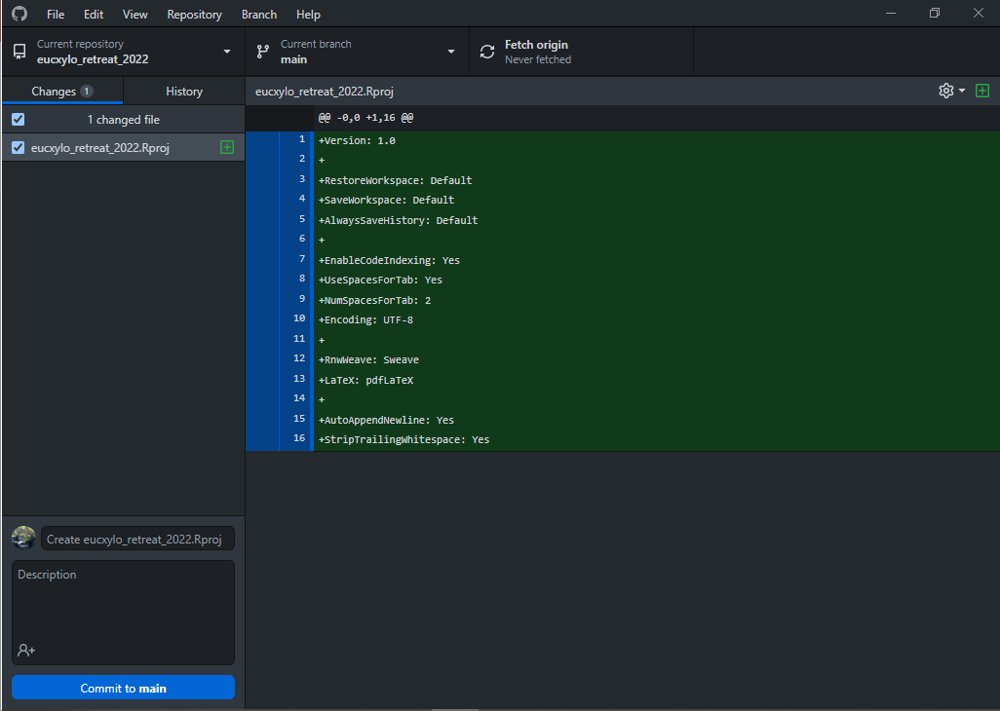 File Edit View Repository Branch Help
Current repository
eucxylo_retreat_2022
Current branch
main
Fetch origin
Never fetched
Changes 1
History
1 changed file
eucxylo_retreat_2022.Rproj
eucxylo_retreat_2022.Rproj
@@ -0,0 +1,16 @@
1 +Version: 1.0
2 +
3 +RestoreWorkspace: Default
4 +SaveWorkspace: Default
5 +AlwaysSaveHistory: Default
6 +
7 +EnableCodeIndexing: Yes
8 +UseSpacesForTab: Yes
9 +NumSpacesForTab: 2
10 +Encoding: UTF-8
11 +
12 +RnwWeave: Sweave
13 +LaTeX: pdfLaTeX
14 +
15 +AutoAppendNewline: Yes
16 +StripTrailingWhitespace: Yes
Create eucxylo_retreat_2022.Rproj
Description
Commit to main